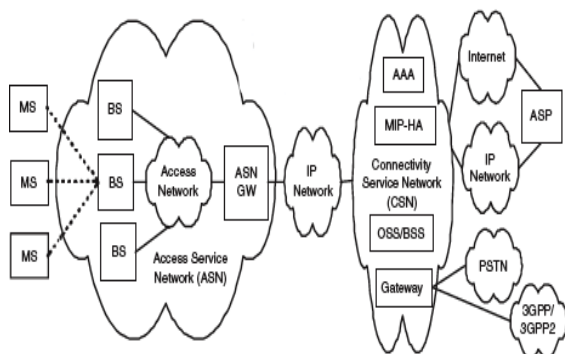 MS
MS
MS
BS
BS
BS
Access
Network
Access Service
Network (ASN)
ASN
GW
IP
Network
AAA
MIP-HA
Connectivity
Service Network
(CSN)
OSS/BSS
Gateway
Internet
IP
Network
ASP
PSTN
3GPP/
3GPP2